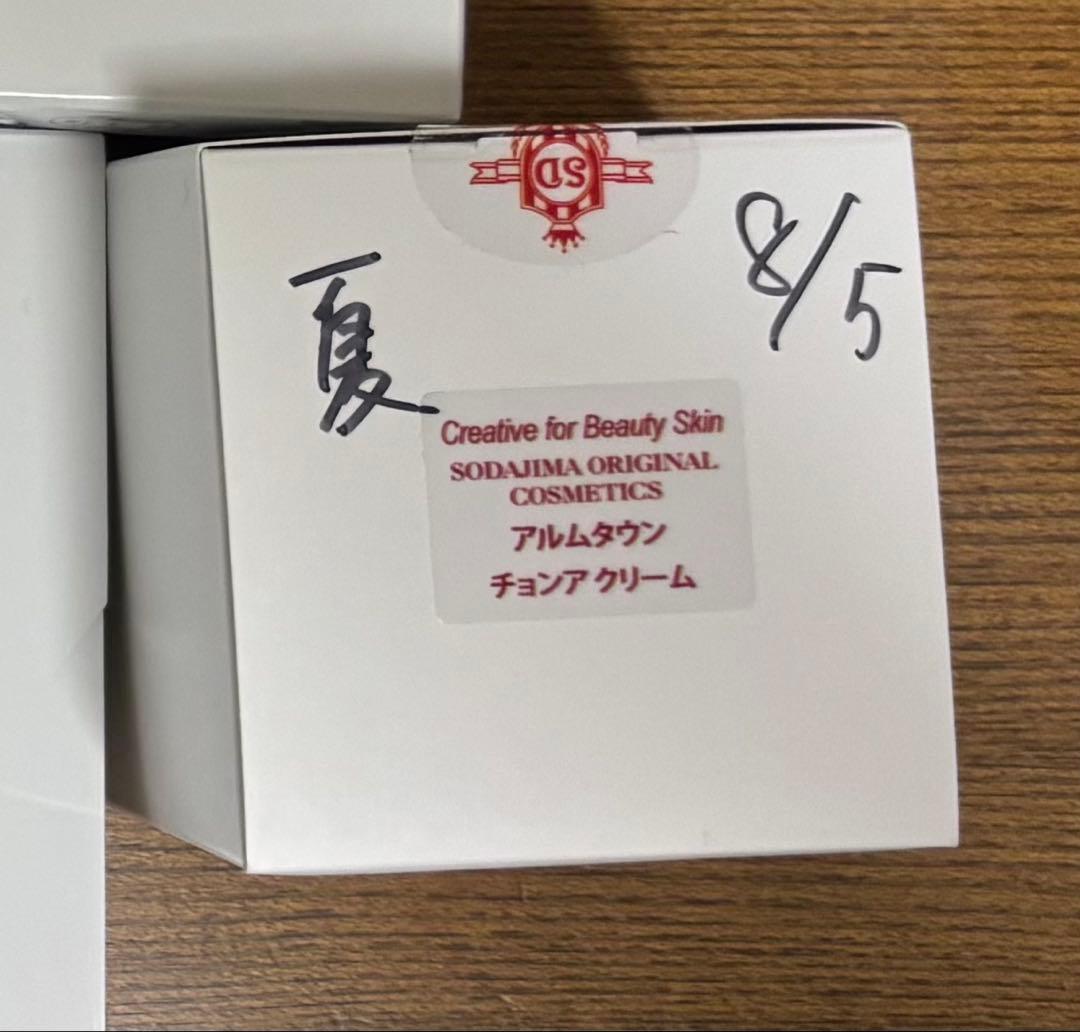 SD
夏
8/5
Creative for Beauty Skin
SODAJIMA ORIGINAL
COSMETICS
アルムタウン
チョンア クリーム